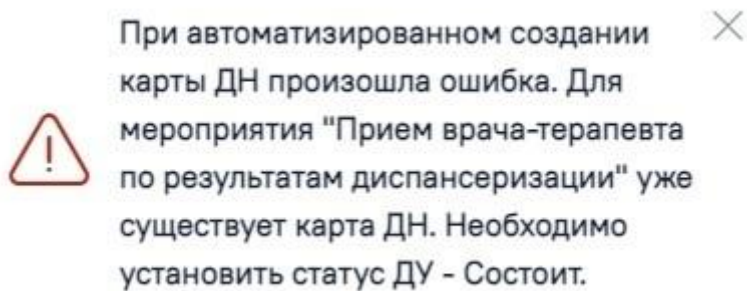 При автоматизированном создании
карты ДН произошла ошибка. Для
мероприятия "Прием врача-терапевта
по результатам диспансеризации" уже
существует карта ДН. Необходимо
установить статус ДУ - Состоит.